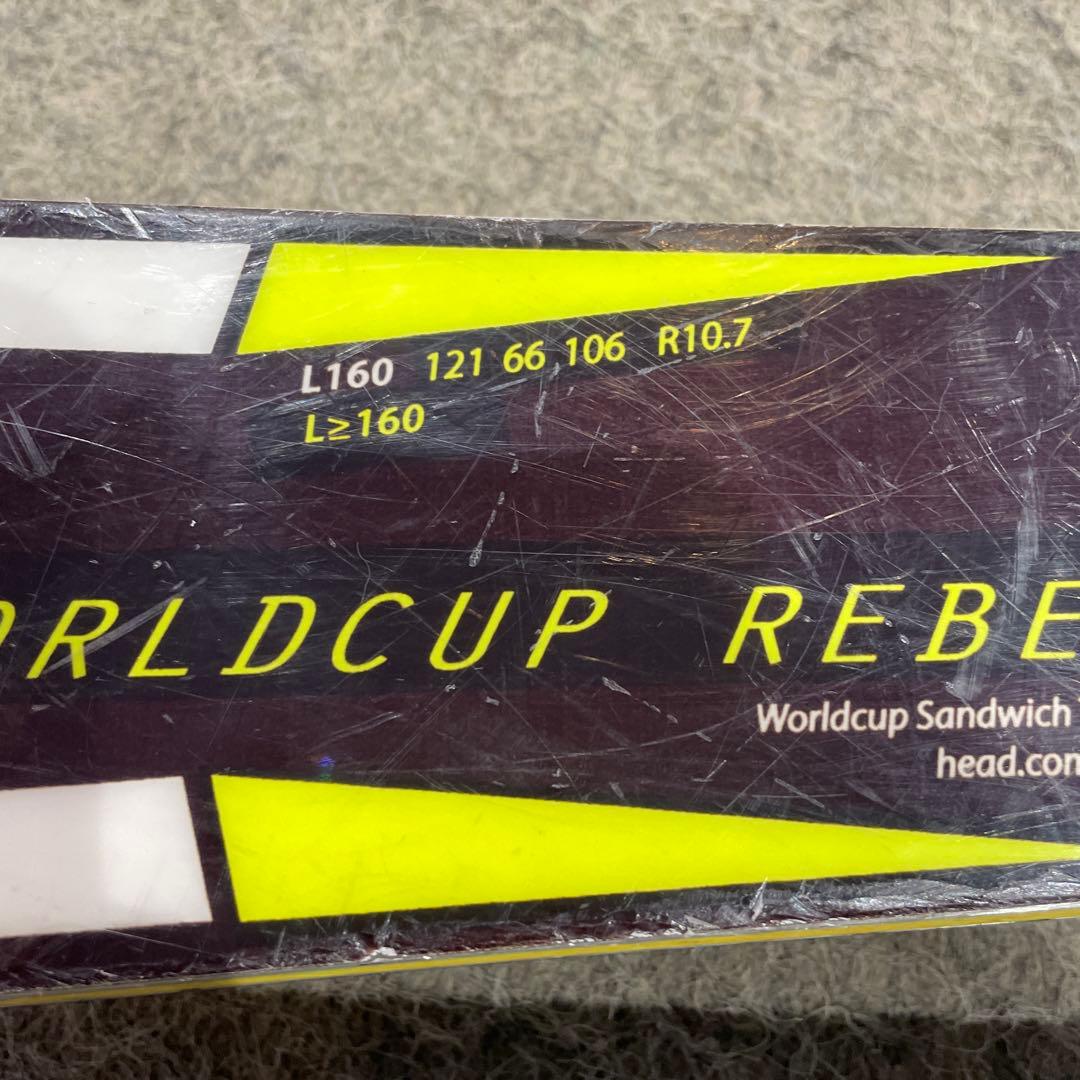 L160 121 66 106 R10.7
L≥160
ORLDCUP REBE
Worldcup Sandwich
head.com